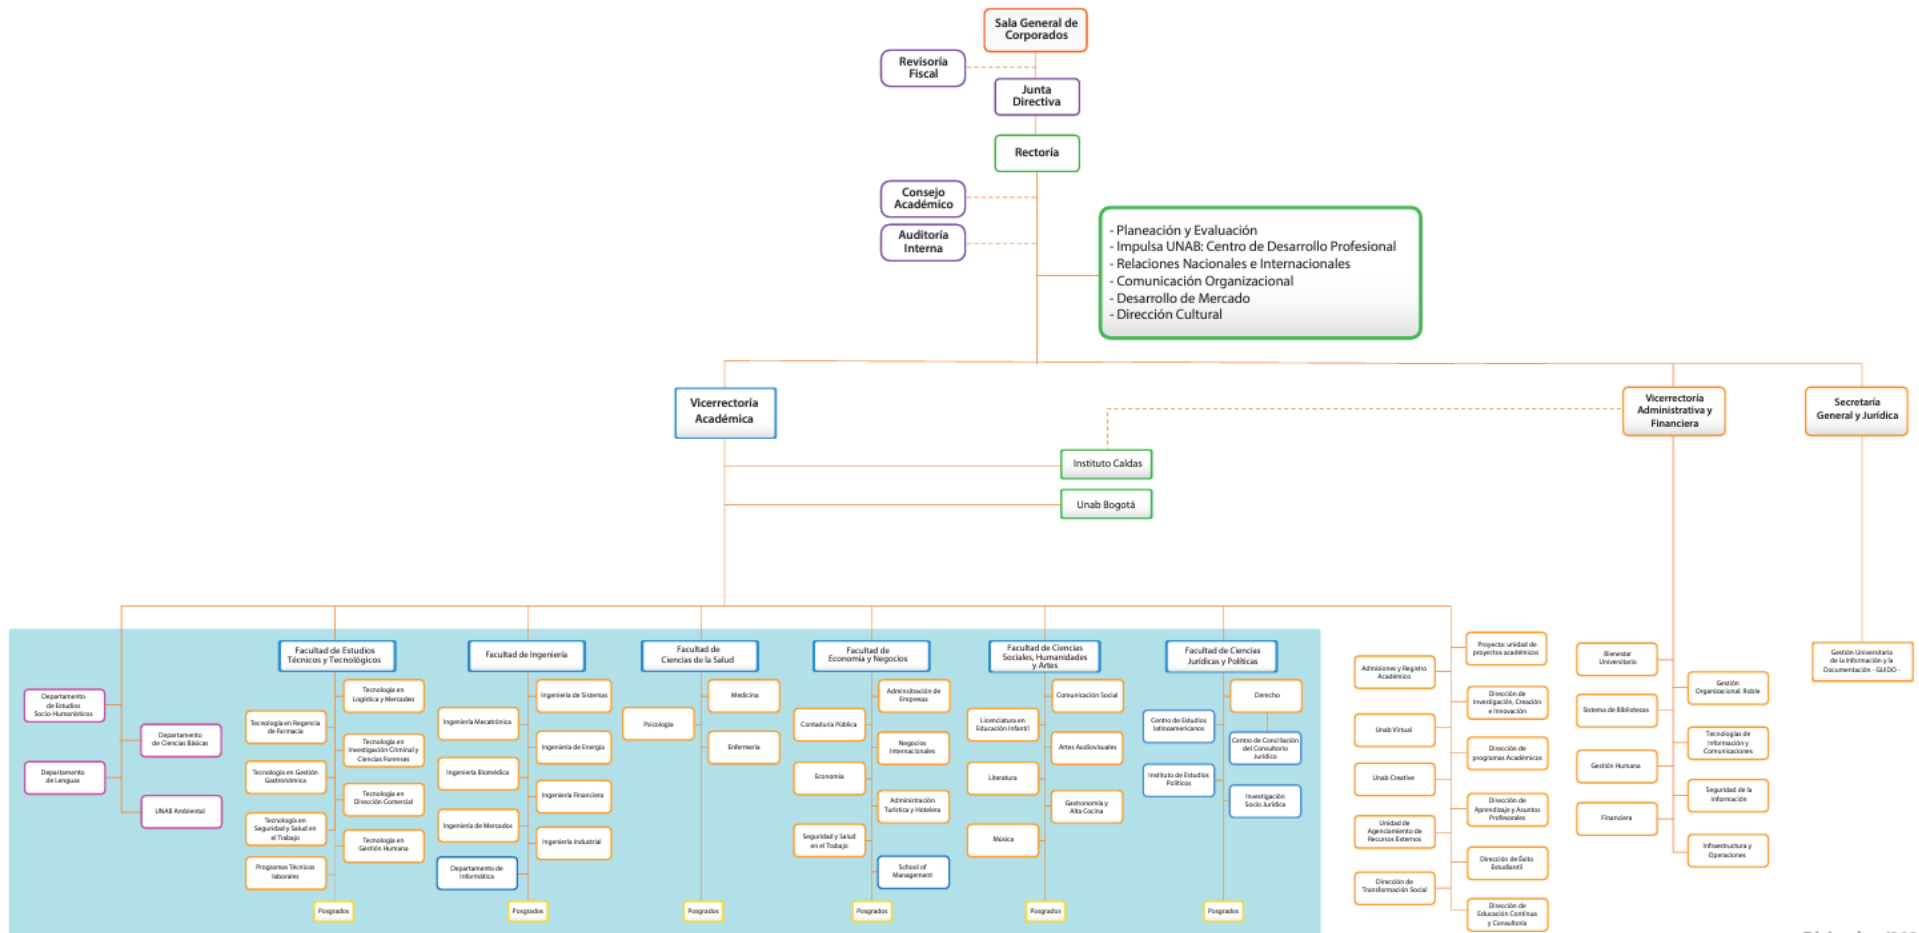 Sala General de
Corporados
Revisoría
Fiscal
Junta
Directiva
Rectoría
Consejo
Académico
Auditoría
Interna
- Planeación y Evaluación
- Impulsa UNAB: Centro de Desarrollo Profesional
- Relaciones Nacionales e Internacionales
- Comunicación Organizacional
- Desarrollo de Mercado
- Dirección Cultural
Vicerrectoría
Académica
Vicerrectoría
Administrativa y
Financiera
Secretaría
General y Jurídica
Instituto Caldas
Unab Bogotá
Departamento
de Estudios
Socio-Humanísticos
Departamento
de Ciencias Básicas
Departamento
de Lenguas
UNAB Ambiental
Facultad de Estudios
Técnicos y Tecnológicos
Tecnología en
Logística y Mercadeo
Tecnología en Regencia
de Farmacia
Tecnología en
Investigación Criminal y
Ciencias Forenses
Tecnología en Gestión
Gastronómica
Tecnología en
Dirección Comercial
Tecnología en
Seguridad y Salud en
el Trabajo
Tecnología en
Gestión Humana
Programas Técnicos
laborales
Posgrados
Facultad de Ingeniería
Ingeniería de Sistemas
Ingeniería Mecatrónica
Ingeniería de Energía
Ingeniería Biomédica
Ingeniería Financiera
Ingeniería de Mercados
Ingeniería Industrial
Departamento de
Informática
Posgrados
Facultad de
Ciencias de la Salud
Medicina
Psicología
Enfermería
Posgrados
Facultad de
Economía y Negocios
Adminsitración de
Empresas
Contaduría Pública
Negocios
Internacionales
Economía
Administración
Turística y Hotelera
Seguridad y Salud
en el Trabajo
School of
Management
Posgrados
Facultad de Ciencias
Sociales, Humanidades
y Artes
Comunicación Social
Licenciatura en
Educación Infantil
Artes Audiovisuales
Literatura
Gastronomía y
Alta Cocina
Música
Posgrados
Facultad de Ciencias
Jurídicas y Políticas
Derecho
Centro de Estudios
latinoamericanos
Centro de Conciliación
del Consultorio
Jurídico
Instituto de Estudios
Políticos
Investigación
Socio Jurídica
Posgrados
Proyecta: unidad de
proyectos académicos
Admisiones y Registro
Académico
Dirección de
Investigación, Creación
e Innovación
Unab Virtual
Dirección de
programas Académicos
Unab Creative
Dirección de
Aprendizaje y Asuntos
Profesorales
Unidad de
Agenciamiento de
Recursos Externos
Dirección de Éxito
Estudiantil
Dirección de
Transformación Social
Dirección de
Educación Continua
y Consultoría
Bienestar
Universitario
Gestión
Organizacional: Roble
Sistema de Bibliotecas
Tecnologías de
Información y
Comunicaciones
Gestión Humana
Seguridad de la
Información
Financiera
Infraestructura y
Operaciones
Gestión Universitaria
de la Información y la
Documentación - GUIDO -